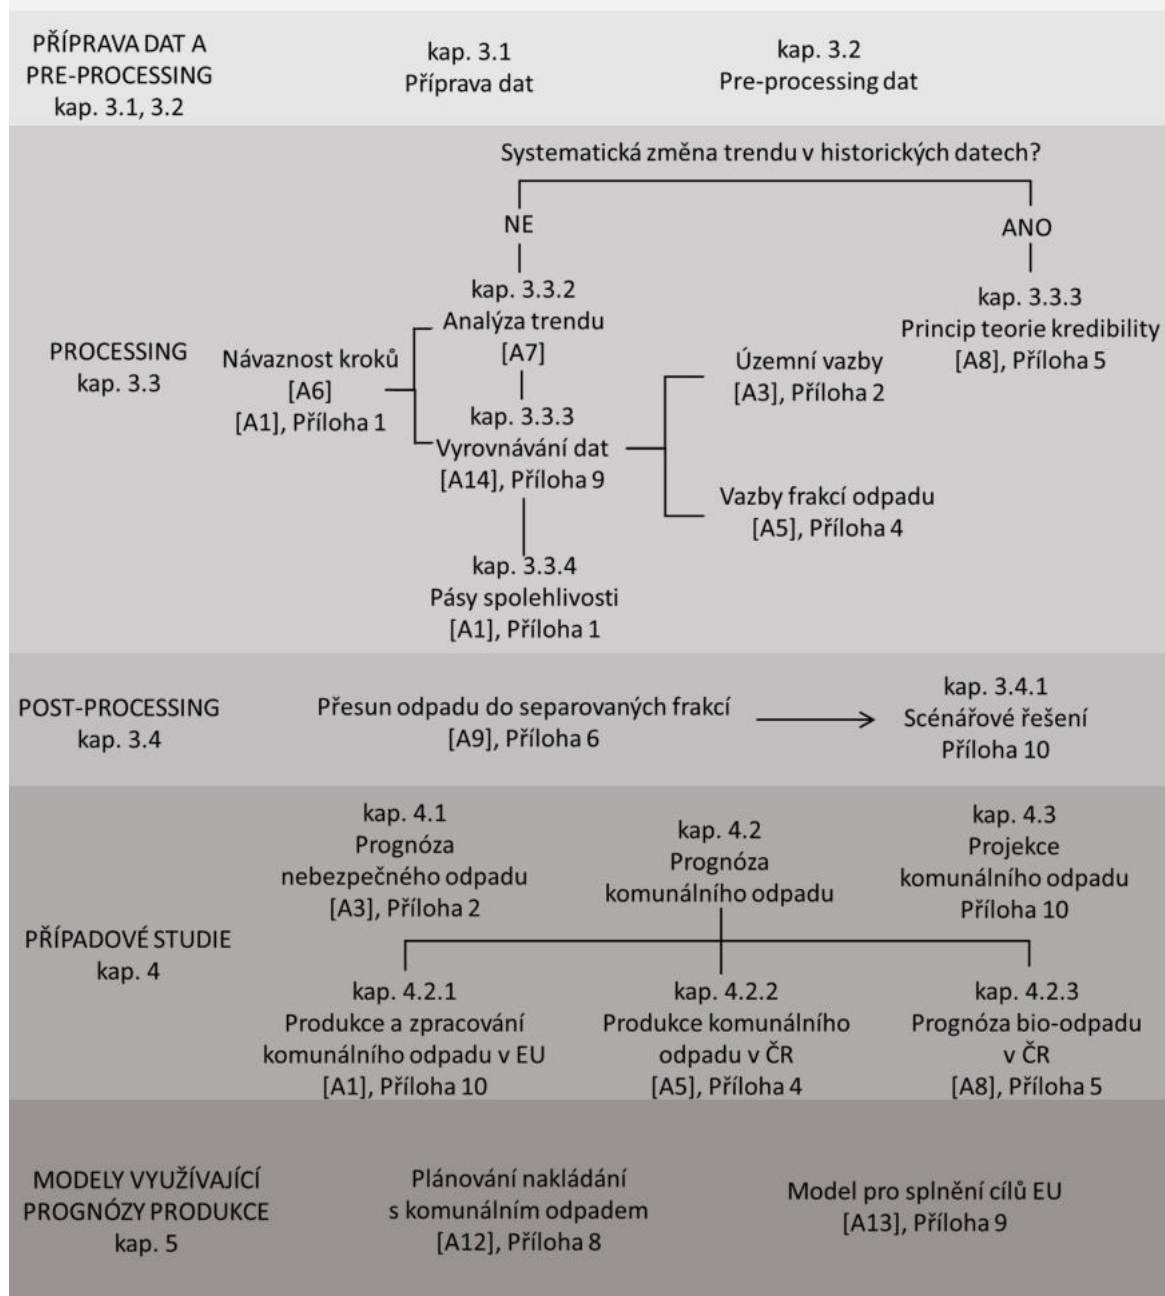 PŘÍPRAVA DAT A
PRE-PROCESSING
kap. 3.1, 3.2
kap. 3.1
Příprava dat
kap. 3.2
Pre-processing dat
Systematická změna trendu v historických datech?
NE
ANO
PROCESSING
kap. 3.3
Návaznost kroků
[A6]
[A1], Příloha 1
kap. 3.3.2
Analýza trendu
[A7]
kap. 3.3.3
Vyrovnávání dat
[A14], Příloha 9
kap. 3.3.4
Pásy spolehlivosti
[A1], Příloha 1
Územní vazby
[A3], Příloha 2
Vazby frakcí odpadu
[A5], Příloha 4
kap. 3.3.3
Princip teorie kredibility
[A8], Příloha 5
POST-PROCESSING
kap. 3.4
Přesun odpadu do separovaných frakcí
[A9], Příloha 6
kap. 3.4.1
Scénářové řešení
Příloha 10
PŘÍPADOVÉ STUDIE
kap. 4
kap. 4.1
Prognóza
nebezpečného odpadu
[A3], Příloha 2
kap. 4.2
Prognóza
komunálního odpadu
kap. 4.3
Projekce
komunálního odpadu
Příloha 10
kap. 4.2.1
Produkce a zpracování
komunálního odpadu v EU
[A1], Příloha 10
kap. 4.2.2
Produkce komunálního
odpadu v ČR
[A5], Příloha 4
kap. 4.2.3
Prognóza bio-odpadu
v ČR
[A8], Příloha 5
MODELY VYUŽÍVAJÍCÍ
PROGNÓZY PRODUKCE
kap. 5
Plánování nakládání
s komunálním odpadem
[A12], Příloha 8
Model pro splnění cílů EU
[A13], Příloha 9